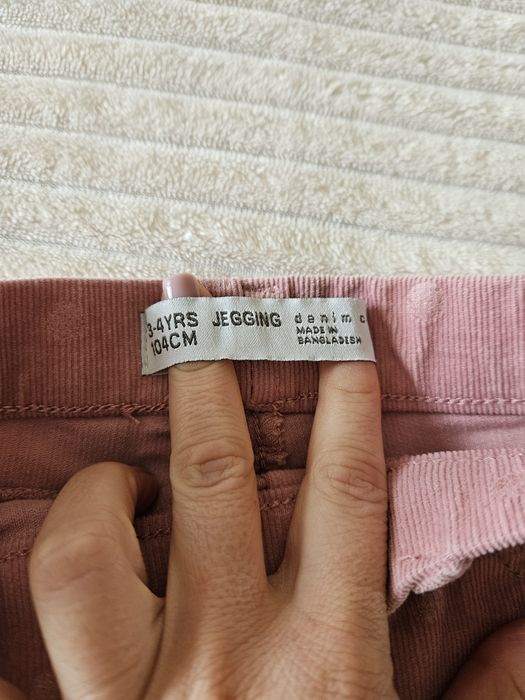 3-4YRS JEGGING denim c
104CM MADE IN
BANGLADESH